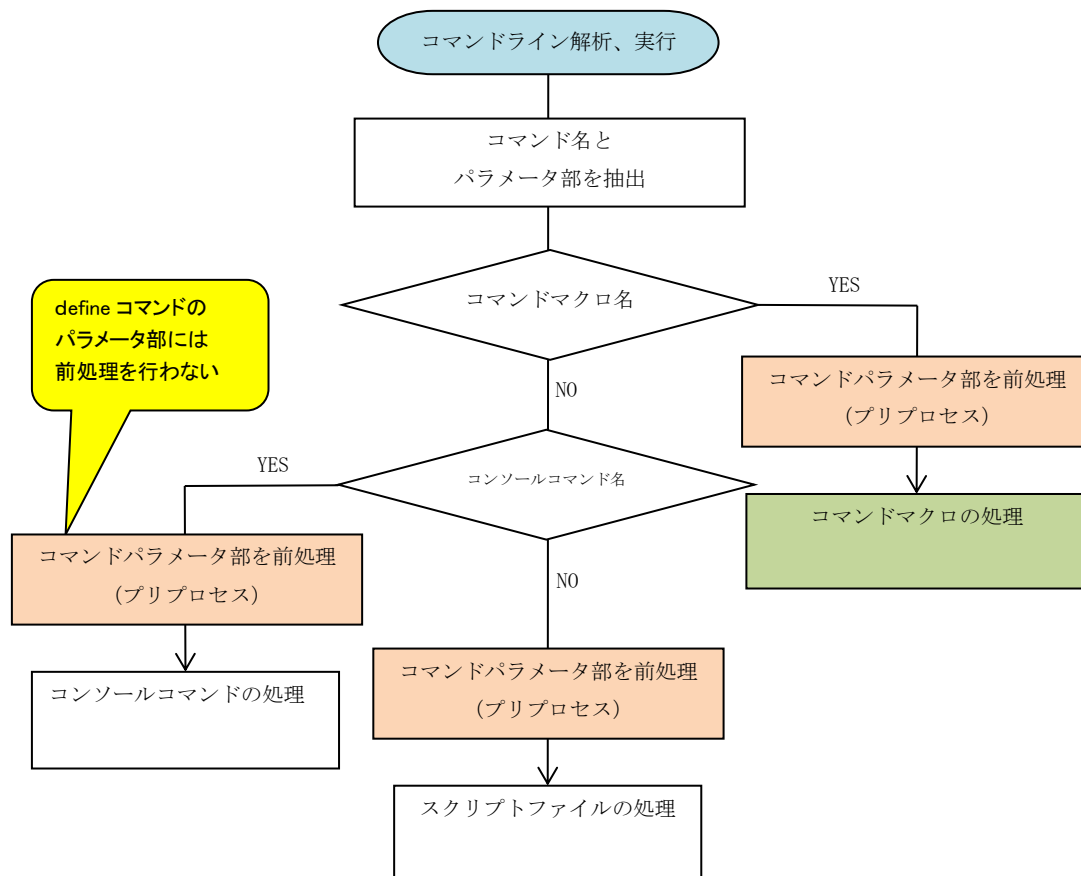 コマンドライン解析、実行
コマンド名と
パラメータ部を抽出
コマンドマクロ名
YES
define コマンドの
パラメータ部には
前処理を行わない
コマンドパラメータ部を前処理
（プリプロセス）
NO
コンソールコマンド名
YES
コマンドマクロの処理
コマンドパラメータ部を前処理
（プリプロセス）
NO
コマンドパラメータ部を前処理
（プリプロセス）
コンソールコマンドの処理
スクリプトファイルの処理